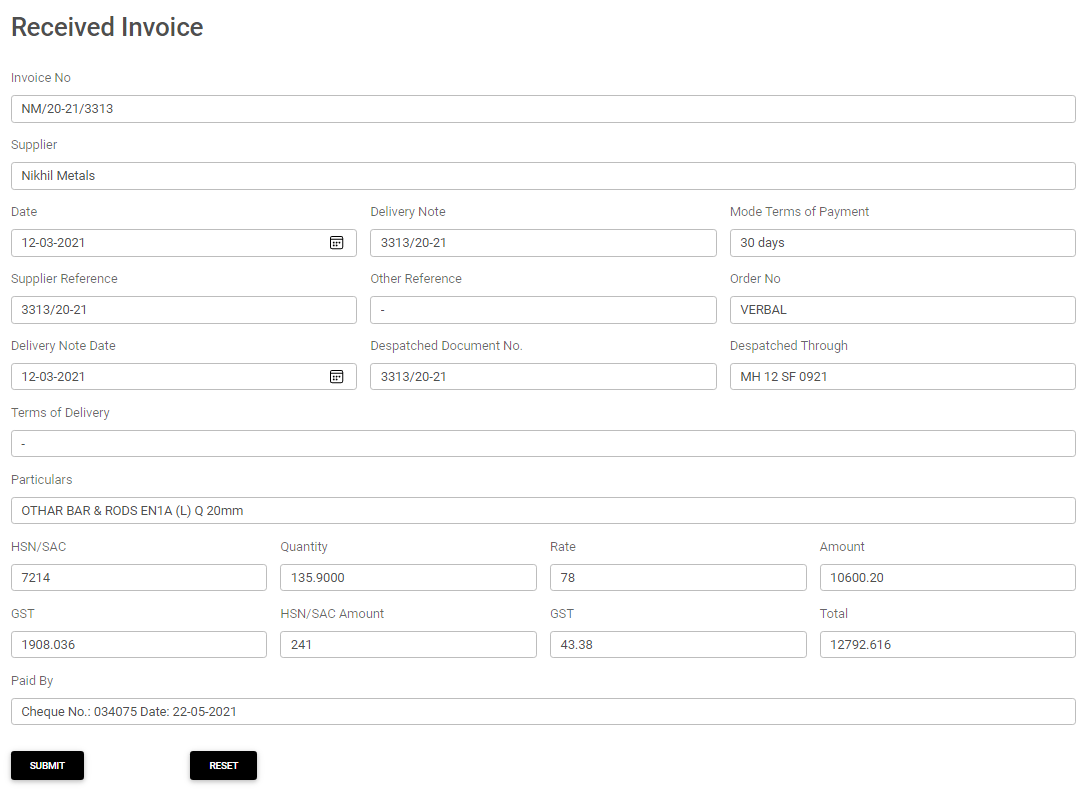 Received Invoice
Invoice No
NM/20-21/3313
Supplier
Nikhil Metals
Date Delivery Note Mode Terms of Payment
12-03-2021 3313/20-21 30 days
Supplier Reference Other Reference Order No
3313/20-21 - VERBAL
Delivery Note Date Despatched Document No. Despatched Through
12-03-2021 3313/20-21 MH 12 SF 0921
Terms of Delivery
-
Particulars
OTHAR BAR & RODS EN1A (L) Q 20mm
HSN/SAC Quantity Rate Amount
7214 135.9000 78 10600.20
GST HSN/SAC Amount GST Total
1908.036 241 43.38 12792.616
Paid By
Cheque No.: 034075 Date: 22-05-2021
SUBMIT RESET